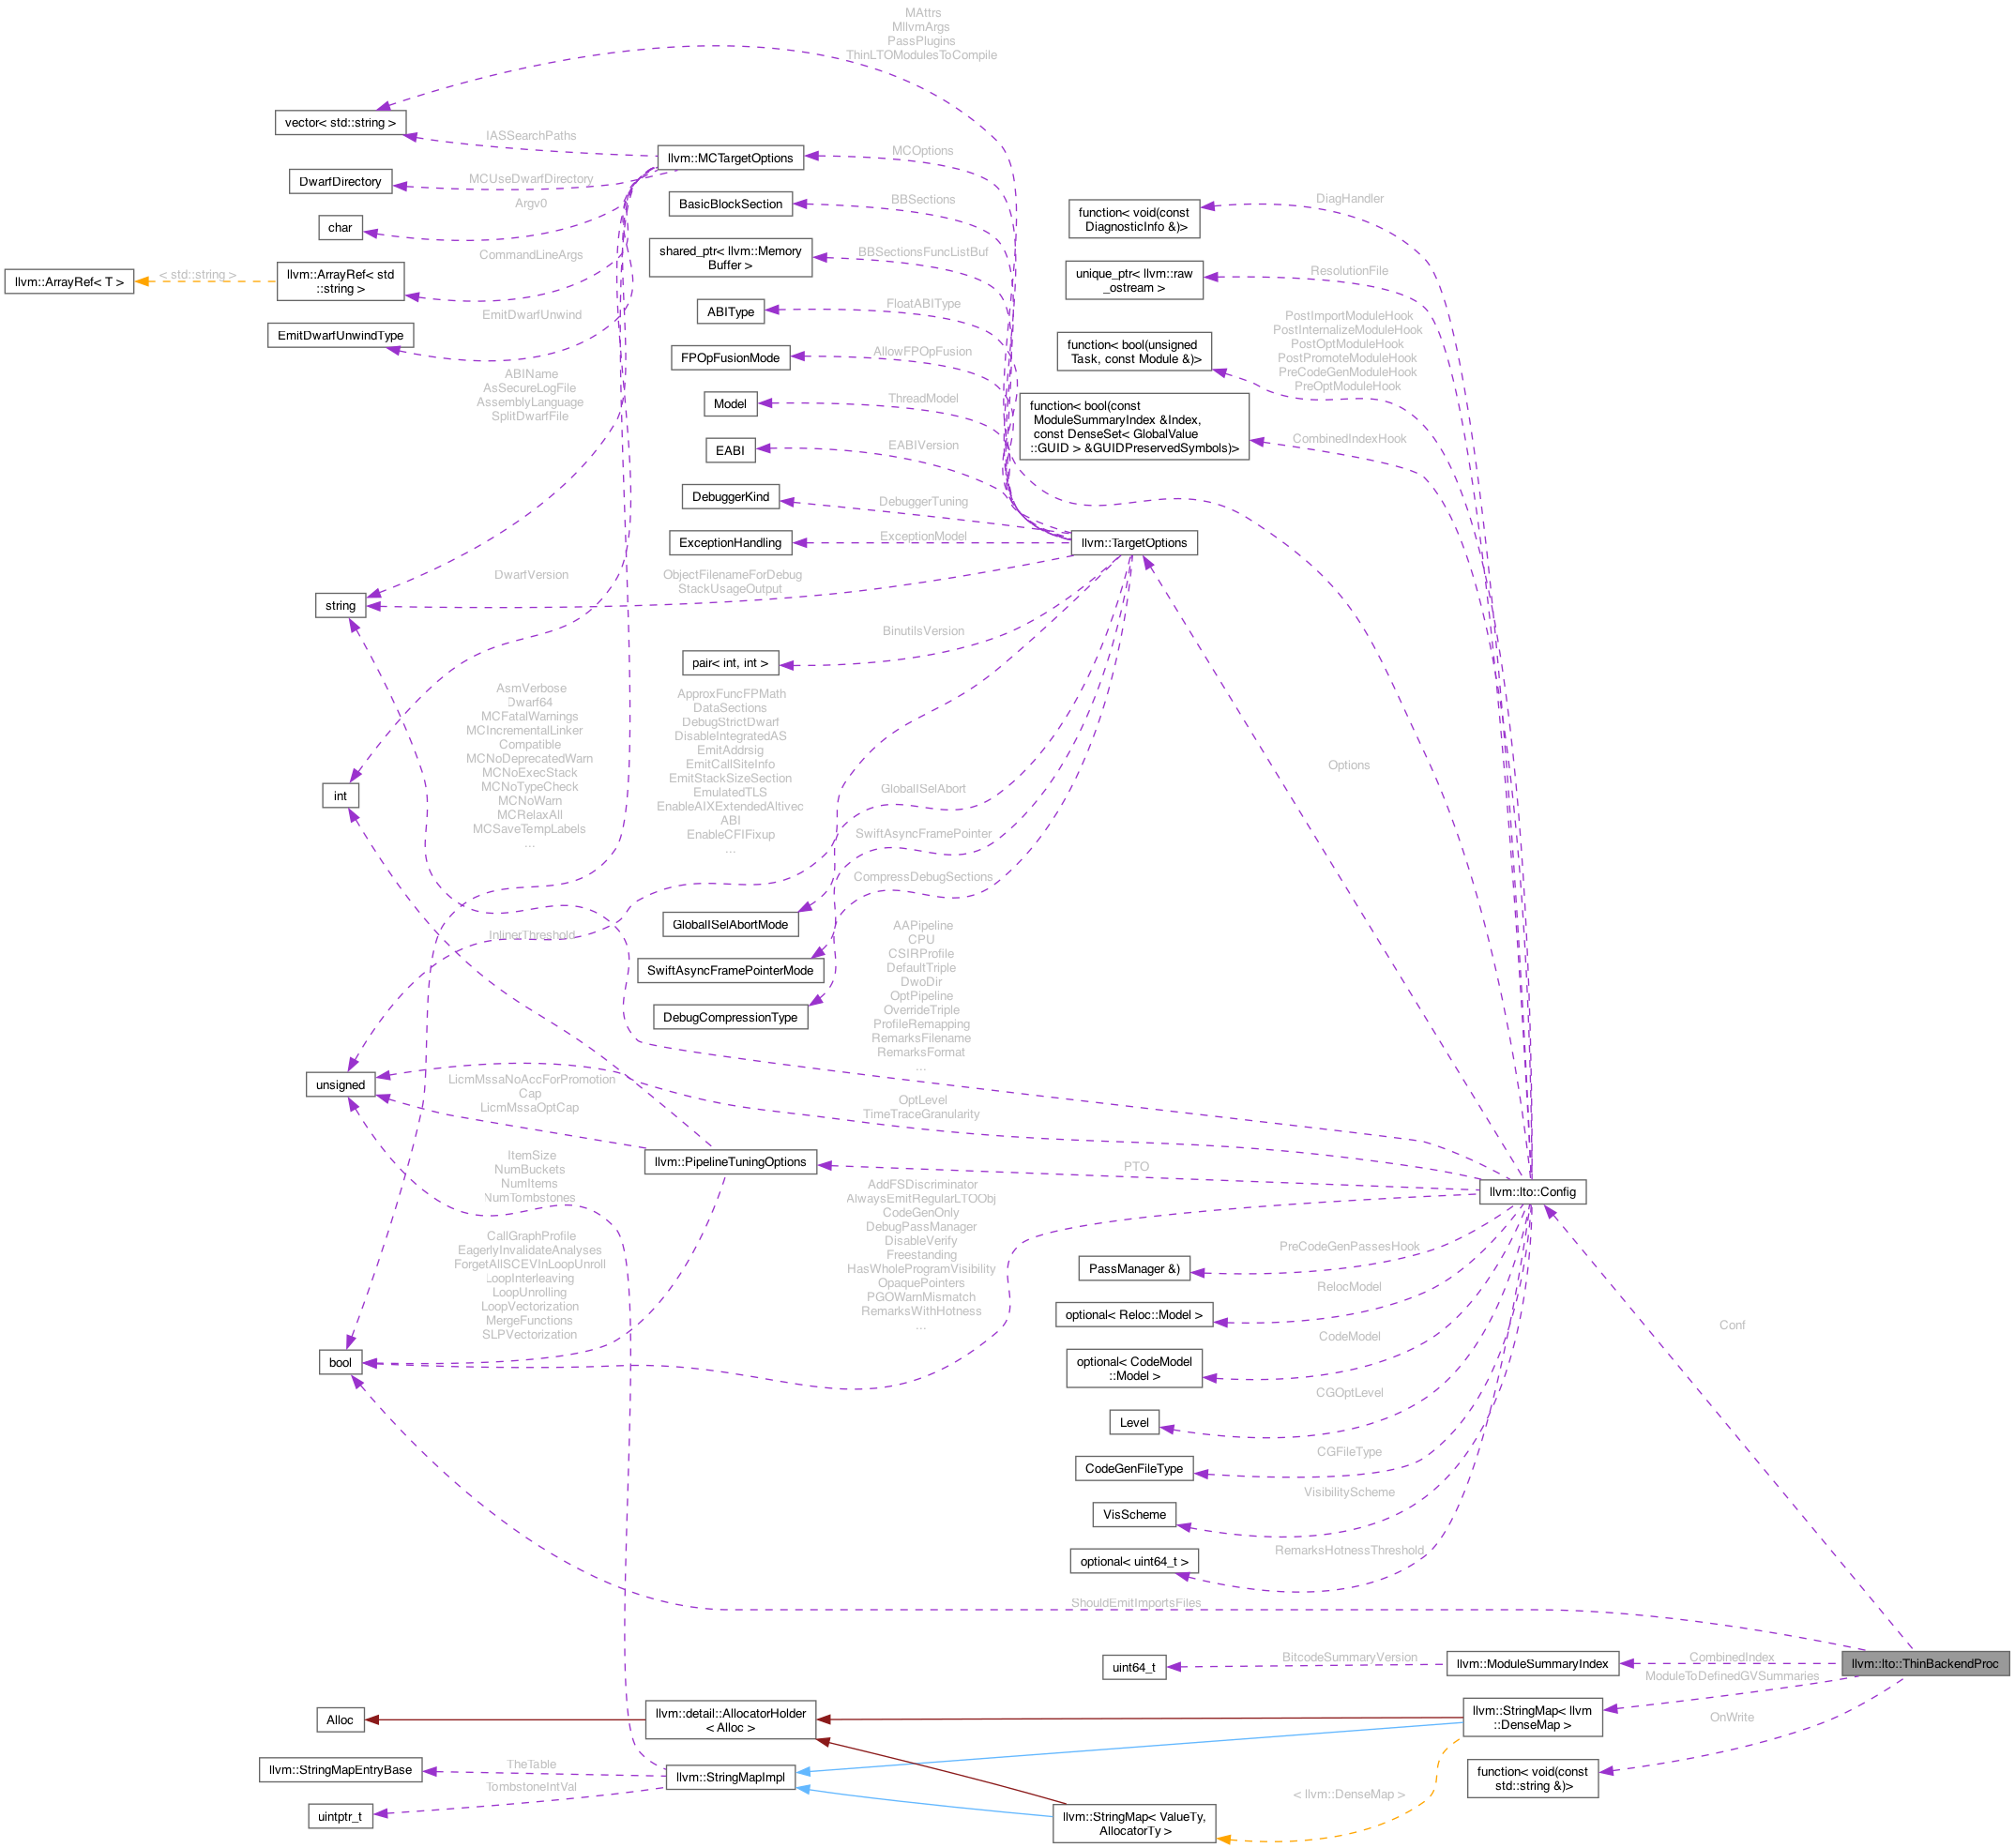 MAttrs
MllvmArgs
PassPlugins
ThinLTOModulesToCompile
vector< std::string >
IASSearchPaths
llvm::MCTargetOptions
MCOptions
DwarfDirectory
MCUseDwarfDirectory
BasicBlockSection
BBSections
DiagHandler
function< void(const
DiagnosticInfo &)>
char
Argv0
shared_ptr< llvm::Memory
Buffer >
BBSectionsFuncListBuf
unique_ptr< llvm::raw
_ostream >
ResolutionFile
llvm::ArrayRef< T >
< std::string >
llvm::ArrayRef< std
::string >
CommandLineArgs
ABIType
FloatABIType
EmitDwarfUnwindType
EmitDwarfUnwind
FPOpFusionMode
AllowFPOpFusion
function< bool(unsigned
Task, const Module &)>
PostImportModuleHook
PostInternalizeModuleHook
PostOptModuleHook
PostPromoteModuleHook
PreCodeGenModuleHook
PreOptModuleHook
ABIName
AsSecureLogFile
AssemblyLanguage
SplitDwarfFile
Model
ThreadModel
function< bool(const
ModuleSummaryIndex &Index,
const DenseSet< GlobalValue
::GUID > &GUIDPreservedSymbols)>
CombinedIndexHook
EABI
EABIVersion
DebuggerKind
DebuggerTuning
ExceptionHandling
ExceptionModel
llvm::TargetOptions
string
DwarfVersion
ObjectFilenameForDebug
StackUsageOutput
pair< int, int >
BinutilsVersion
AsmVerbose
Dwarf64
MCFatalWarnings
MCIncrementalLinker
Compatible
MCNoDeprecatedWarn
MCNoExecStack
MCNoTypeCheck
MCNoWarn
MCRelaxAll
MCSaveTempLabels
...
ApproxFuncFPMath
DataSections
DebugStrictDwarf
DisableIntegratedAS
EmitAddrsig
EmitCallSiteInfo
EmitStackSizeSection
EmulatedTLS
EnableAIXExtendedAltivec
ABI
EnableCFIFixup
...
Options
int
GlobalISelAbort
SwiftAsyncFramePointer
CompressDebugSections
GlobalISelAbortMode
InlinerThreshold
SwiftAsyncFramePointerMode
DebugCompressionType
AAPipeline
CPU
CSIRProfile
DefaultTriple
DwoDir
OptPipeline
OverrideTriple
ProfileRemapping
RemarksFilename
RemarksFormat
...
unsigned
LicmMssaNoAccForPromotion
Cap
LicmMssaOptCap
OptLevel
TimeTraceGranularity
llvm::PipelineTuningOptions
PTO
llvm::lto::Config
ItemSize
NumBuckets
NumItems
NumTombstones
AddFSDiscriminator
AlwaysEmitRegularLTOObj
CodeGenOnly
DebugPassManager
DisableVerify
Freestanding
HasWholeProgramVisibility
OpaquePointers
PGOWarnMismatch
RemarksWithHotness
...
CallGraphProfile
EagerlyInvalidateAnalyses
ForgetAllSCEVInLoopUnroll
LoopInterleaving
LoopUnrolling
LoopVectorization
MergeFunctions
SLPVectorization
bool
PassManager &)
PreCodeGenPassesHook
optional< Reloc::Model >
RelocModel
optional< CodeModel
::Model >
CodeModel
Conf
Level
CGOptLevel
CodeGenFileType
CGFileType
VisScheme
VisibilityScheme
optional< uint64_t >
RemarksHotnessThreshold
ShouldEmitImportsFiles
uint64_t
BitcodeSummaryVersion
llvm::ModuleSummaryIndex
CombinedIndex
llvm::lto::ThinBackendProc
ModuleToDefinedGVSummaries
Alloc
llvm::detail::AllocatorHolder
< Alloc >
llvm::StringMap< llvm
::DenseMap >
OnWrite
llvm::StringMapEntryBase
TheTable
llvm::StringMapImpl
function< void(const
std::string &)>
uintptr_t
TombstoneIntVal
< llvm::DenseMap >
llvm::StringMap< ValueTy,
AllocatorTy >